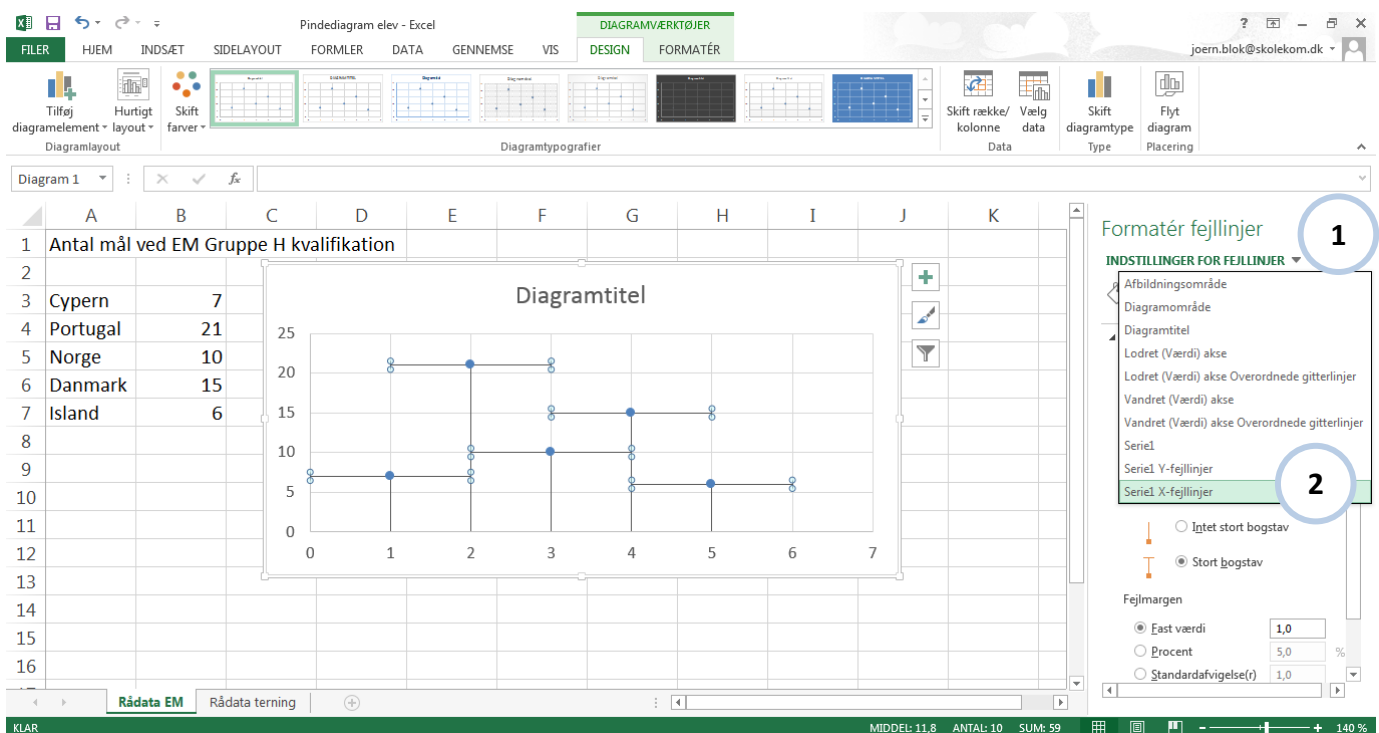 Pindediagram elev - Excel
DIAGRAMVÆRKTØJER
FILER HJEM INDSÆT SIDELAYOUT FORMLER DATA GENNEMSE VIS DESIGN FORMATÉR
joern.blok@skolekom.dk
Tilføj diagramelement
Hurtigt layout
Skift farver
Skift række/ kolonne
Vælg data
Skift diagramtype
Flyt diagram
Diagramlayout
Diagramtypografier
Data
Type
Placering
Diagram 1
fx
A B C D E F G H I J K
1 Antal mål ved EM Gruppe H kvalifikation
2
3 Cypern 7
4 Portugal 21
5 Norge 10
6 Danmark 15
7 Island 6
8
9
10
11
12
13
14
15
16
Diagramtitel
25
20
15
10
5
0
0 1 2 3 4 5 6 7
Formatér fejllinjer
1
INDSTILLINGER FOR FEJLLINJER
Afbildningsområde
Diagramområde
Diagramtitel
Lodret (Værdi) akse
Lodret (Værdi) akse Overordnede gitterlinjer
Vandret (Værdi) akse
Vandret (Værdi) akse Overordnede gitterlinjer
Serie1
Serie1 Y-fejllinjer
Serie1 X-fejllinjer
2
Intet stort bogstav
Stort bogstav
Fejlmargen
Fast værdi 1,0
Procent 5,0 %
Standardafvigelse(r) 1,0
Rådata EM Rådata terning
KLAR
MIDDEL: 11,8 ANTAL: 10 SUM: 59
140 %